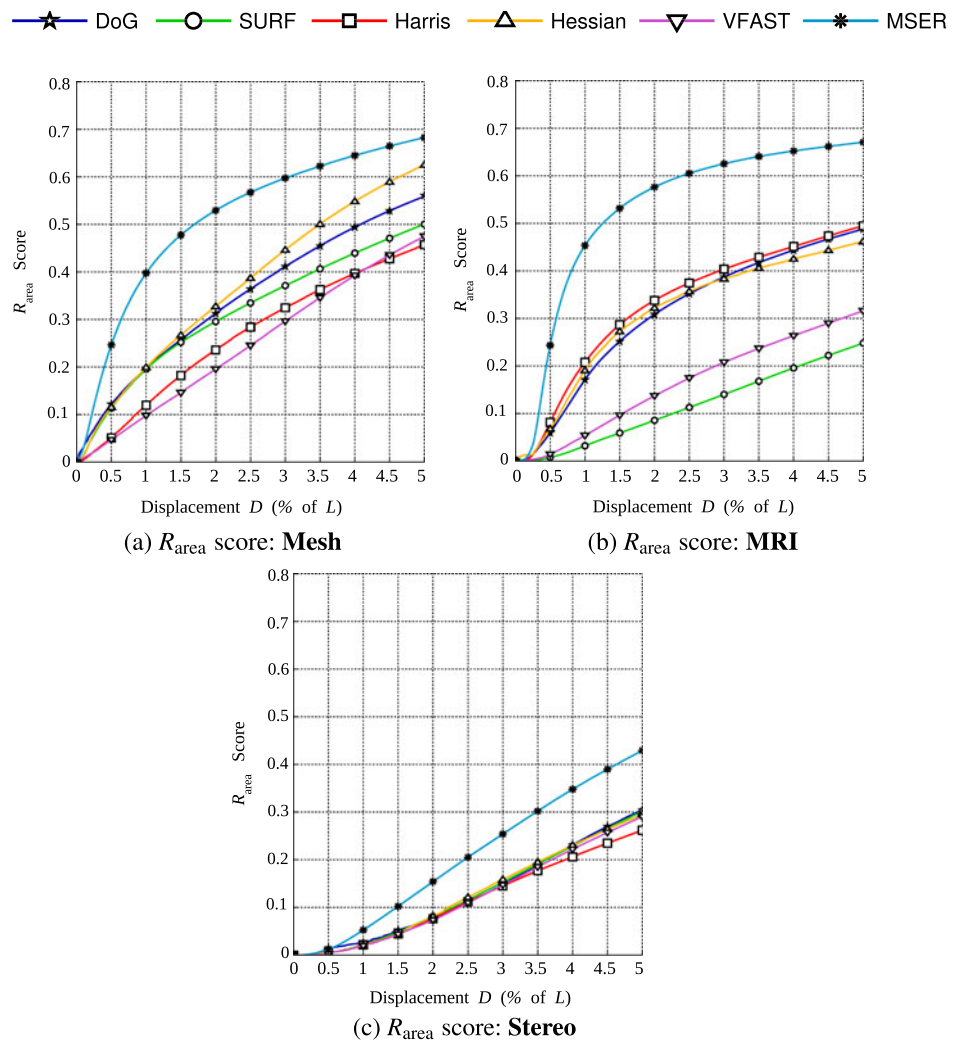 DoG SURF Harris Hessian VFAST MSER
0.8
0.7
0.6
0.5
0.4
0.3
0.2
0.1
0
R area Score
0 0.5 1 1.5 2 2.5 3 3.5 4 4.5 5
Displacement D (% of L)
(a) R area score: Mesh
0.8
0.7
0.6
0.5
0.4
0.3
0.2
0.1
0
R area Score
0 0.5 1 1.5 2 2.5 3 3.5 4 4.5 5
Displacement D (% of L)
(b) R area score: MRI
0.8
0.7
0.6
0.5
0.4
0.3
0.2
0.1
0
R area Score
0 0.5 1 1.5 2 2.5 3 3.5 4 4.5 5
Displacement D (% of L)
(c) R area score: Stereo